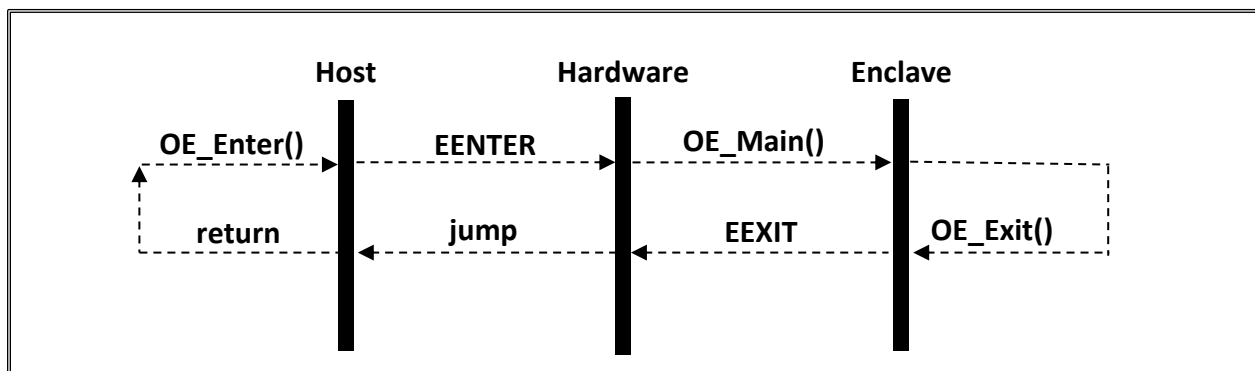 Host Hardware Enclave
OE_Enter() EENTER OE_Main()
return jump EEXIT OE_Exit()